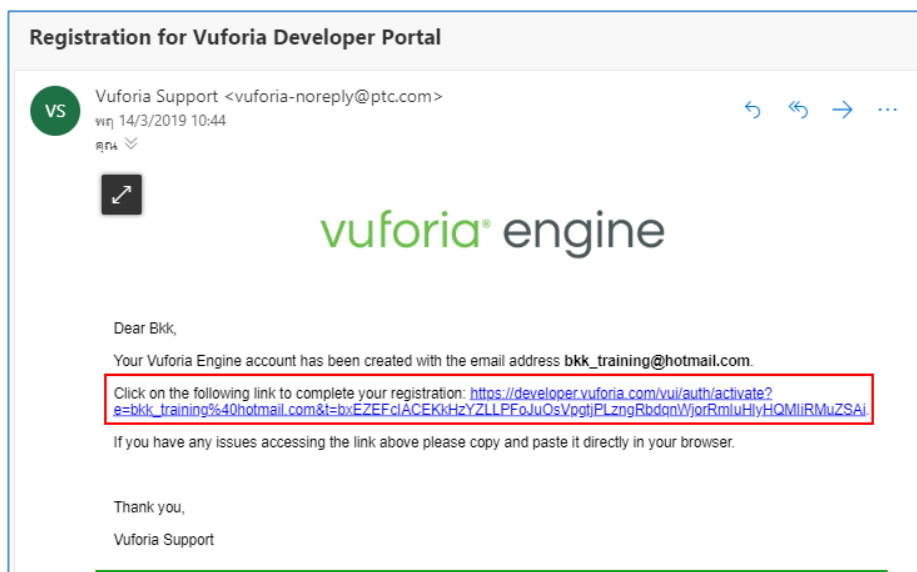 Registration for Vuforia Developer Portal
VS
Vuforia Support <vuforia-noreply@ptc.com>
พฤ 14/3/2019 10:44
คุณ
vuforia® engine
Dear Bkk,
Your Vuforia Engine account has been created with the email address bkk_training@hotmail.com.
Click on the following link to complete your registration: https://developer.vuforia.com/vui/auth/activate?
e=bkk_training%40hotmail.com&t=bxEZEFclACEKkHzYZLLPFoJuOsVpgtjPLzngRbdqnWjorRmIuHlyHQMliRMuZSAi.
If you have any issues accessing the link above please copy and paste it directly in your browser.
Thank you,
Vuforia Support